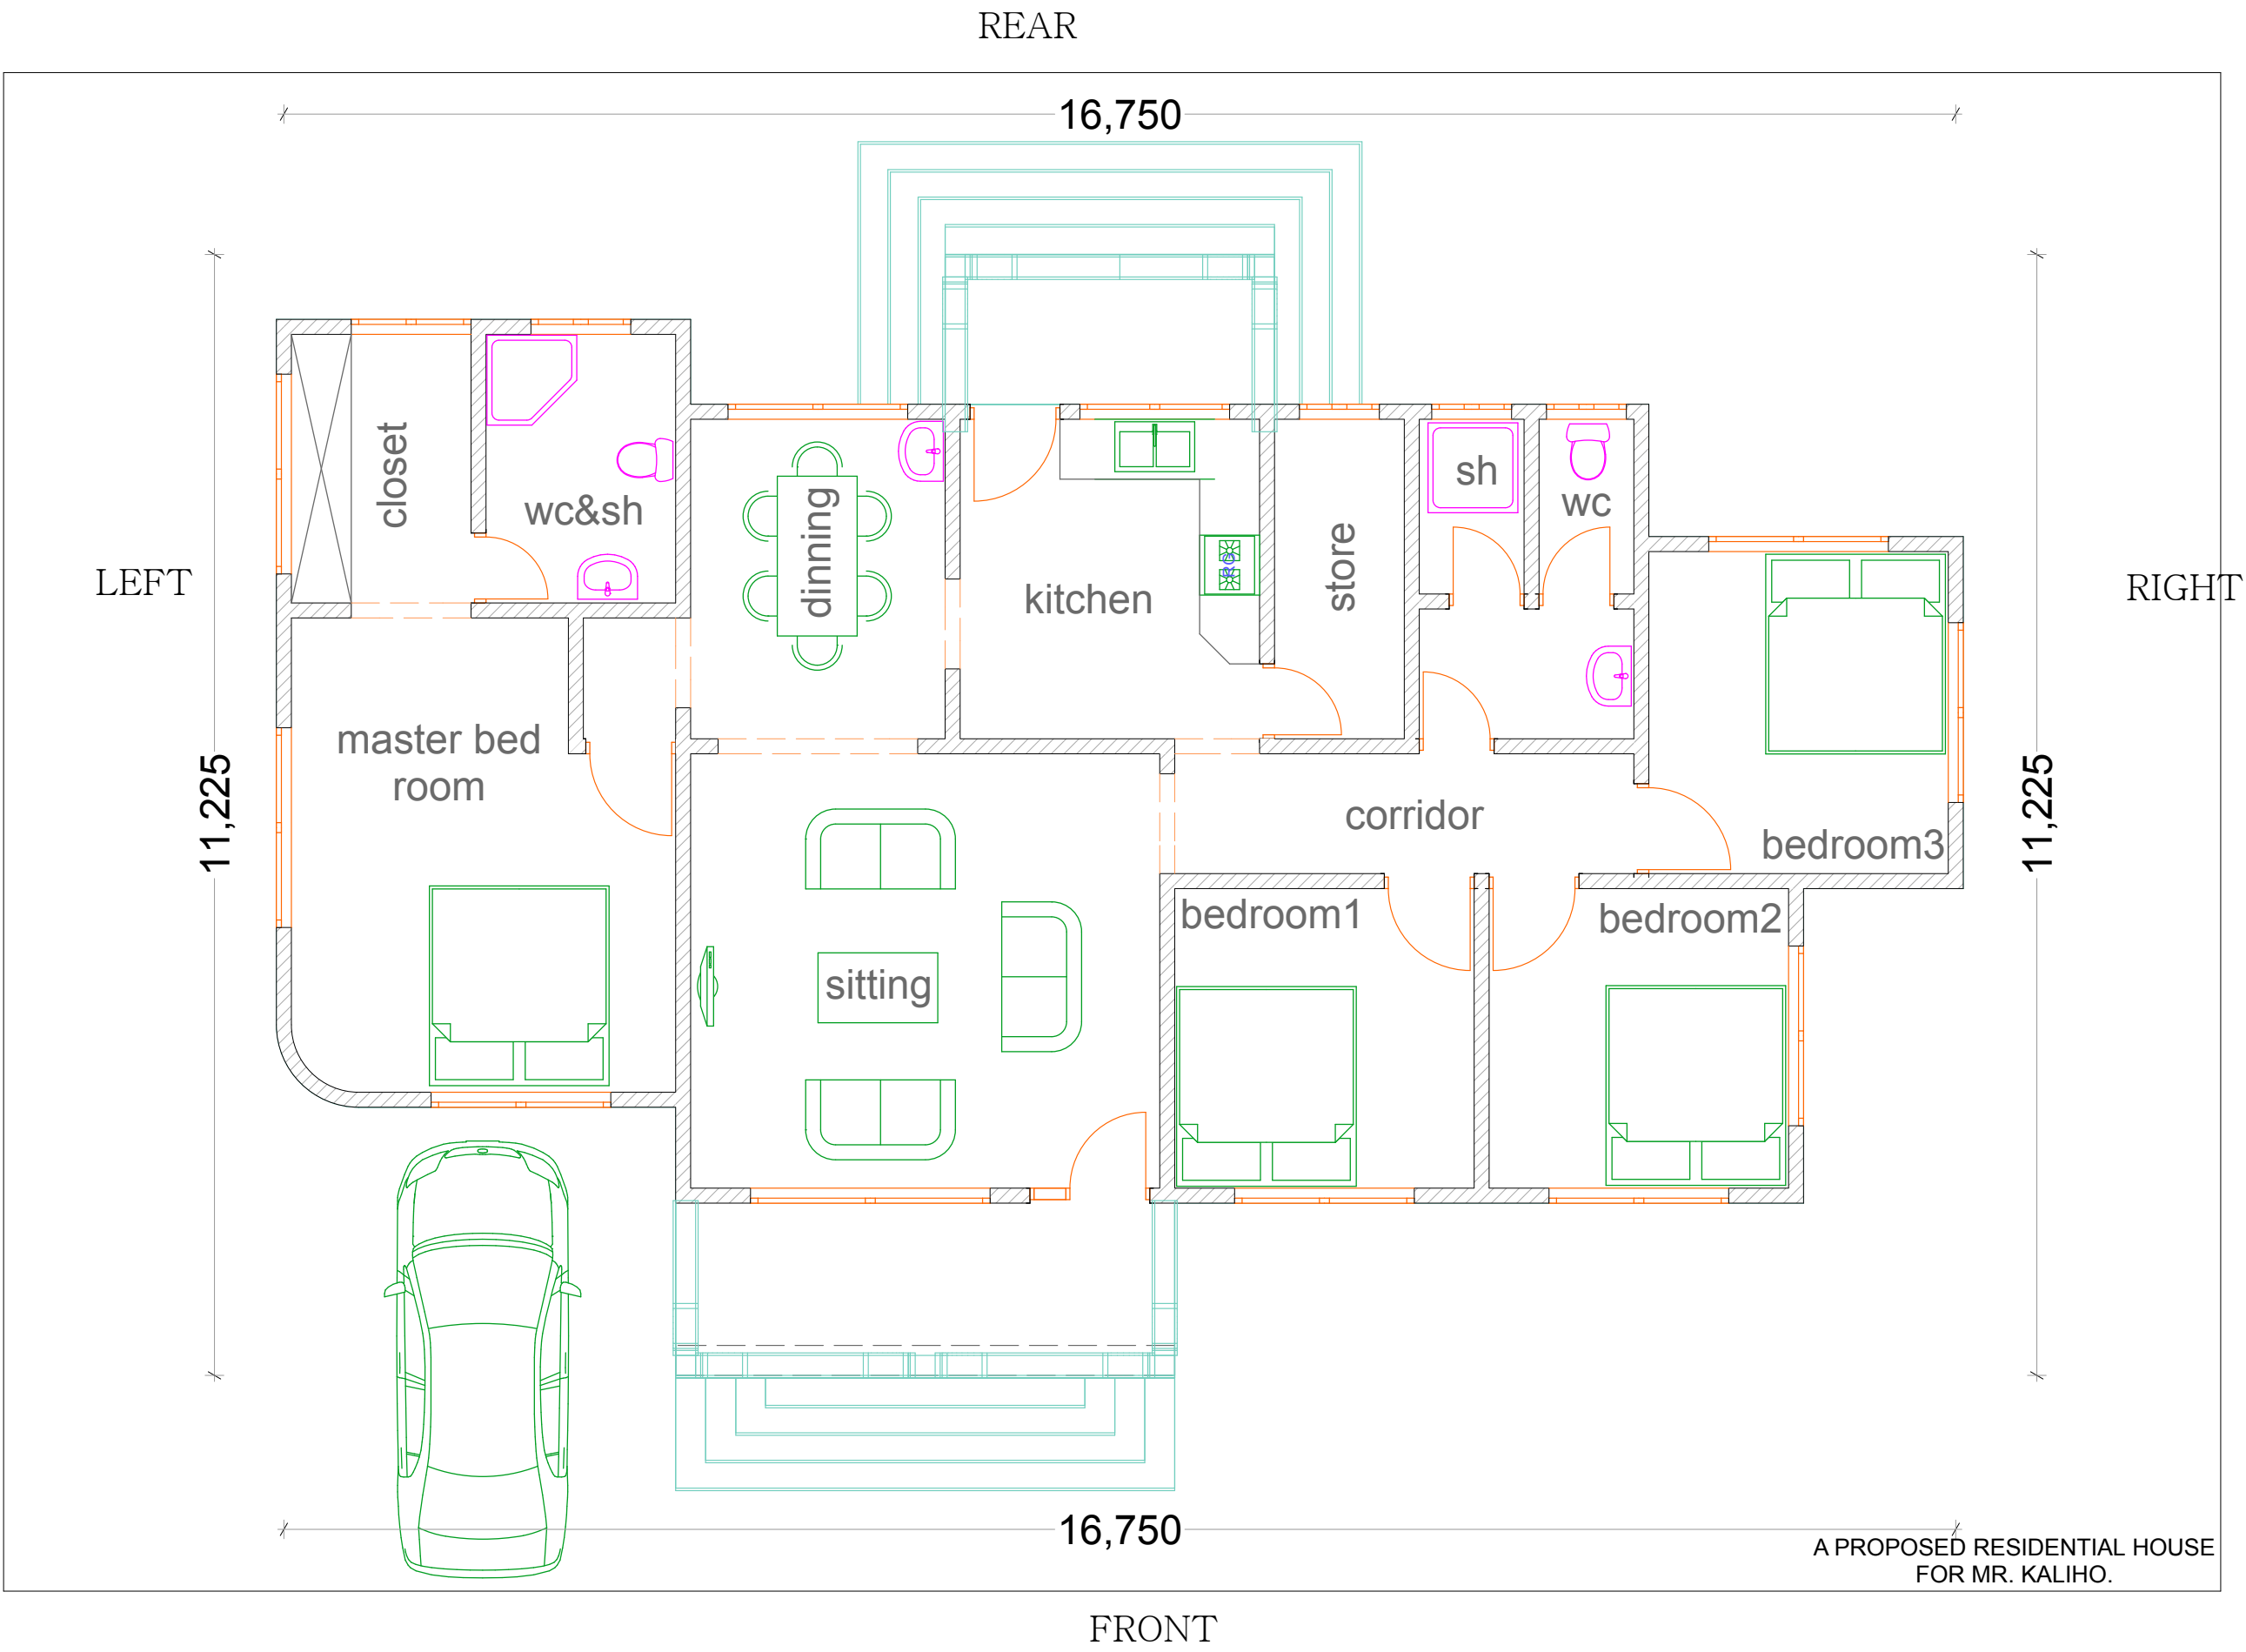 REAR
16,750
closet
wc&sh
dinning
kitchen
store
sh
wc
LEFT
RIGHT
master bed
room
11,225
corridor
bedroom3
11,225
bedroom1
bedroom2
sitting
16,750
A PROPOSED RESIDENTIAL HOUSE
FOR MR. KALIHO.
FRONT